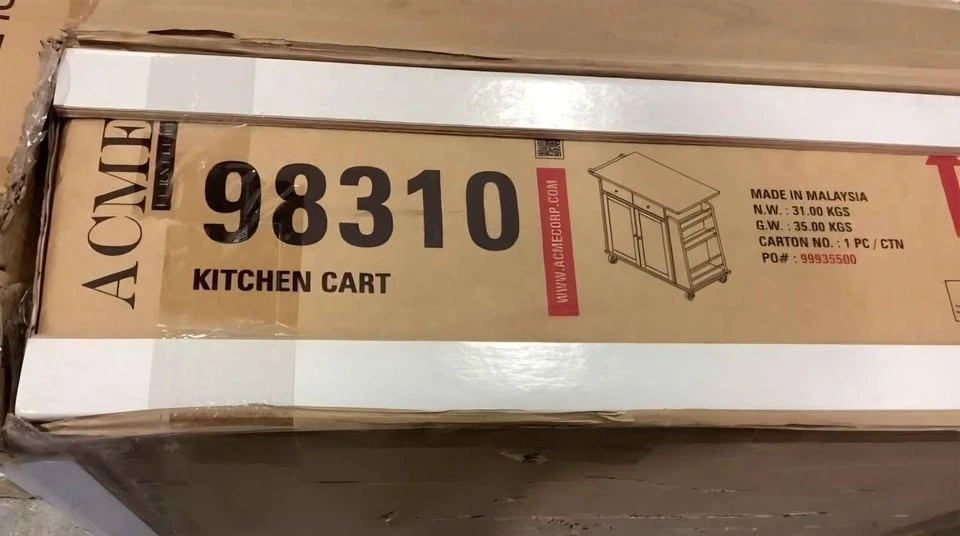 ACME
FURNITURE
98310
KITCHEN CART
WWW.ACMECORP.COM
MADE IN MALAYSIA
N.W. : 31.00 KGS
G.W. : 35.00 KGS
CARTON NO. : 1 PC / CTN
PO# : 99935500